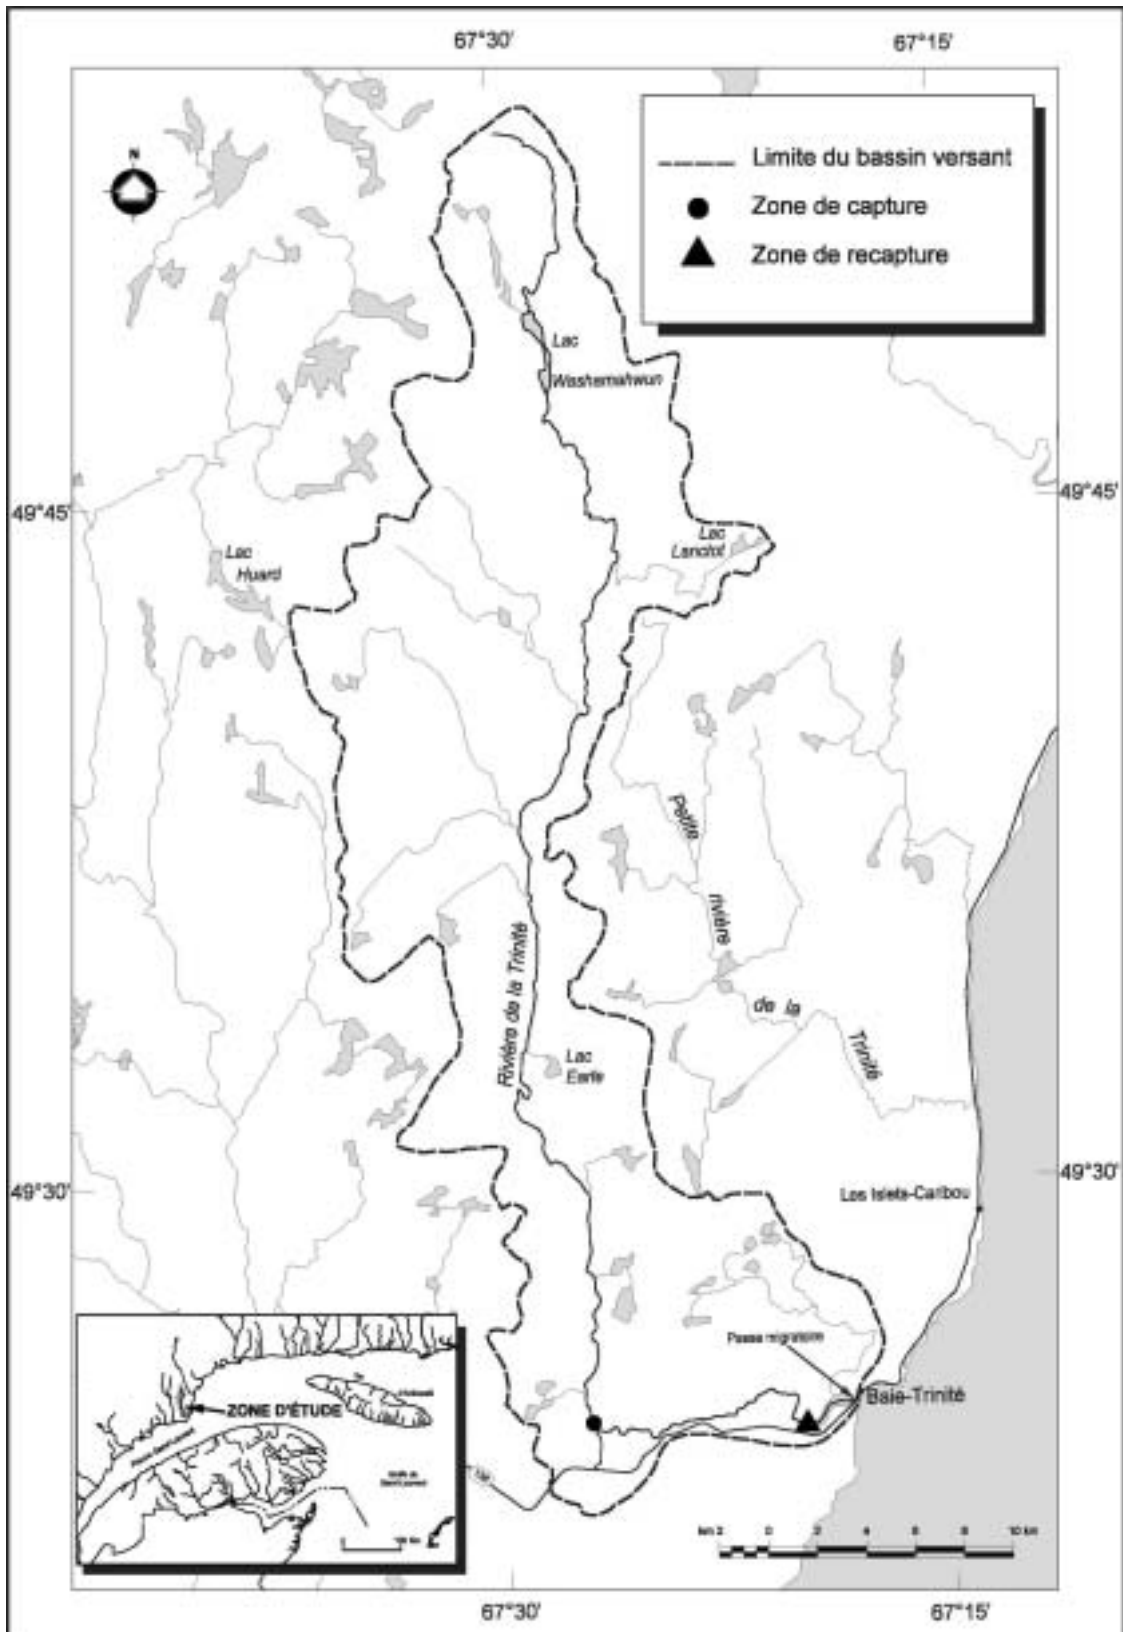 67°30'
67°15'
N
Limite du bassin versant
Zone de capture
Zone de recapture
Lac
Washemahwun
49°45'
49°45'
Lac
Huard
Lac
Lanctot
Petite
rivière
de la
Trinité
Rivière de la Trinité
Lac
Earle
49°30'
49°30'
Los Islets-Caribou
Passe migratoire
Baie-Trinité
ZONE D'ÉTUDE
km 2 0 2 4 6 8 10 km
67°30'
67°15'